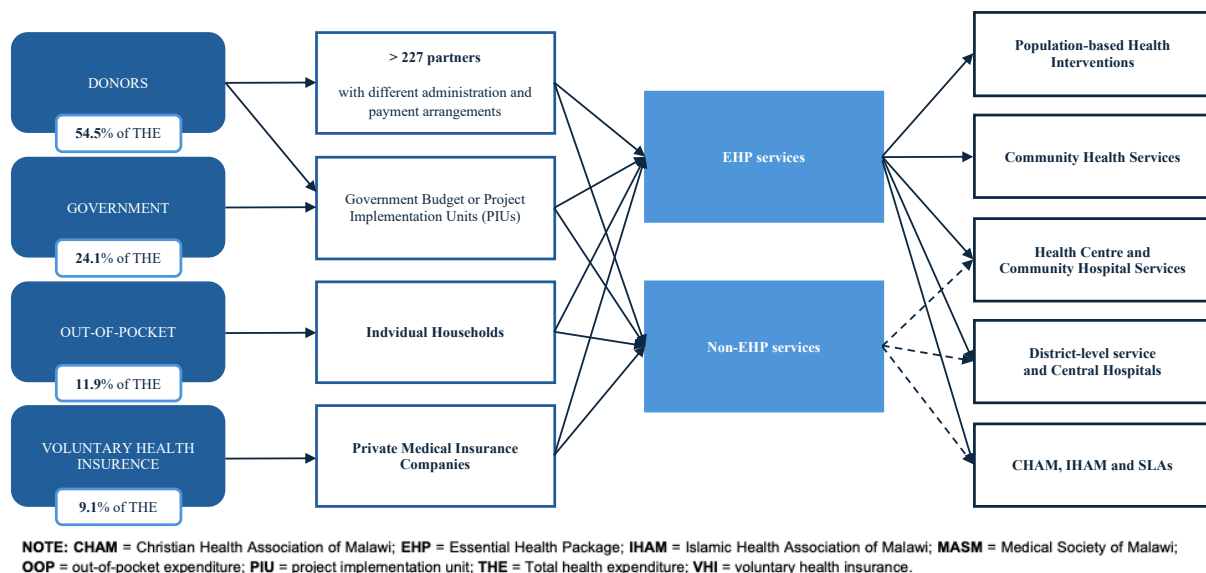 DONORS
54.5% of THE
GOVERNMENT
24.1% of THE
OUT-OF-POCKET
11.9% of THE
VOLUNTARY HEALTH
INSURENCE
9.1% of THE
> 227 partners
with different administration and
payment arrangements
Government Budget or Project
Implementation Units (PIUs)
Indvidual Households
Private Medical Insurance
Companies
EHP services
Non-EHP services
Population-based Health
Interventions
Community Health Services
Health Centre and
Community Hospital Services
District-level service
and Central Hospitals
CHAM, IHAM and SLAs
NOTE: CHAM = Christian Health Association of Malawi; EHP = Essential Health Package; IHAM = Islamic Health Association of Malawi; MASM = Medical Society of Malawi;
OOP = out-of-pocket expenditure; PIU = project implementation unit; THE = Total health expenditure; VHI = voluntary health insurance.